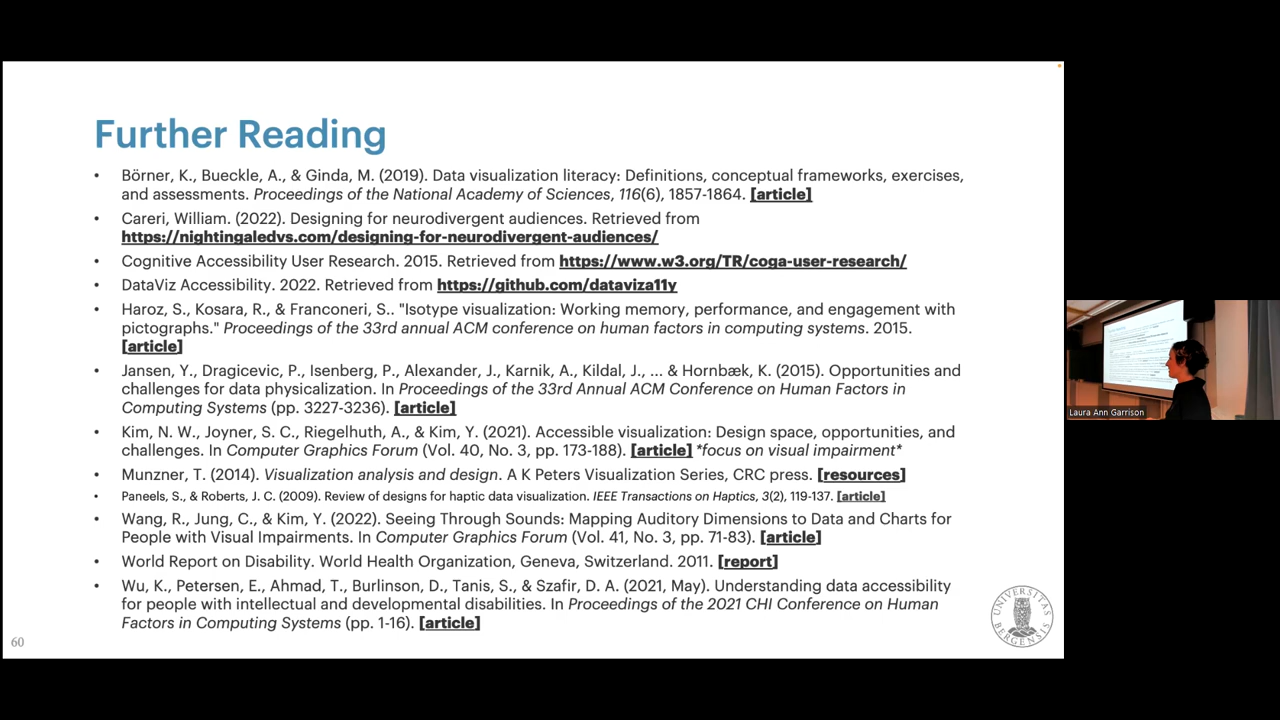 Further Reading
• Börner, K., Bueckle, A., & Ginda, M. (2019). Data visualization literacy: Definitions, conceptual frameworks, exercises,
and assessments. Proceedings of the National Academy of Sciences, 116(6), 1857-1864. [article]
• Careri, William. (2022). Designing for neurodivergent audiences. Retrieved from
https://nightingaledvs.com/designing-for-neurodivergent-audiences/
• Cognitive Accessibility User Research. 2015. Retrieved from https://www.w3.org/TR/coga-user-research/
• DataViz Accessibility. 2022. Retrieved from https://github.com/dataviza11y
• Haroz, S., Kosara, R., & Franconeri, S.. "Isotype visualization: Working memory, performance, and engagement with
pictographs." Proceedings of the 33rd annual ACM conference on human factors in computing systems. 2015.
[article]
• Jansen, Y., Dragicevic, P., Isenberg, P., Alexander, J., Karnik, A., Kildal, J., ... & Hornbæk, K. (2015). Opportunities and
challenges for data physicalization. In Proceedings of the 33rd Annual ACM Conference on Human Factors in
Computing Systems (pp. 3227-3236). [article]
• Kim, N. W., Joyner, S. C., Riegelhuth, A., & Kim, Y. (2021). Accessible visualization: Design space, opportunities, and
challenges. In Computer Graphics Forum (Vol. 40, No. 3, pp. 173-188). [article] *focus on visual impairment*
• Munzner, T. (2014). Visualization analysis and design. A K Peters Visualization Series, CRC press. [resources]
• Paneels, S., & Roberts, J. C. (2009). Review of designs for haptic data visualization. IEEE Transactions on Haptics, 3(2), 119-137. [article]
• Wang, R., Jung, C., & Kim, Y. (2022). Seeing Through Sounds: Mapping Auditory Dimensions to Data and Charts for
People with Visual Impairments. In Computer Graphics Forum (Vol. 41, No. 3, pp. 71-83). [article]
• World Report on Disability. World Health Organization, Geneva, Switzerland. 2011. [report]
• Wu, K., Petersen, E., Ahmad, T., Burlinson, D., Tanis, S., & Szafir, D. A. (2021, May). Understanding data accessibility
for people with intellectual and developmental disabilities. In Proceedings of the 2021 CHI Conference on Human
Factors in Computing Systems (pp. 1-16). [article]
60
UNIVERSITAS
BERGENSIS
Laura Ann Garrison